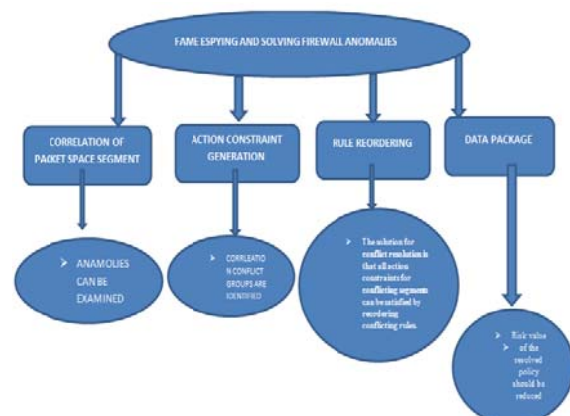 FAME ESPYING AND SOLVING FIREWALL ANOMALIES
CORRELATION OF
PACKET SPACE SEGMENT
ACTION CONSTRAINT
GENERATION
RULE REORDERING
DATA PACKAGE
ANAMOLIES
CAN BE
EXAMINED
CORRLEATIO
N CONFLICT
GROUPS ARE
IDENTIFIED
The solution for
conflict resolution is
that all action
constraints for
conflicting segments
can be satisfied by
reordering
conflicting rules.
Risk value
of the
resolved
policy
should be
reduced